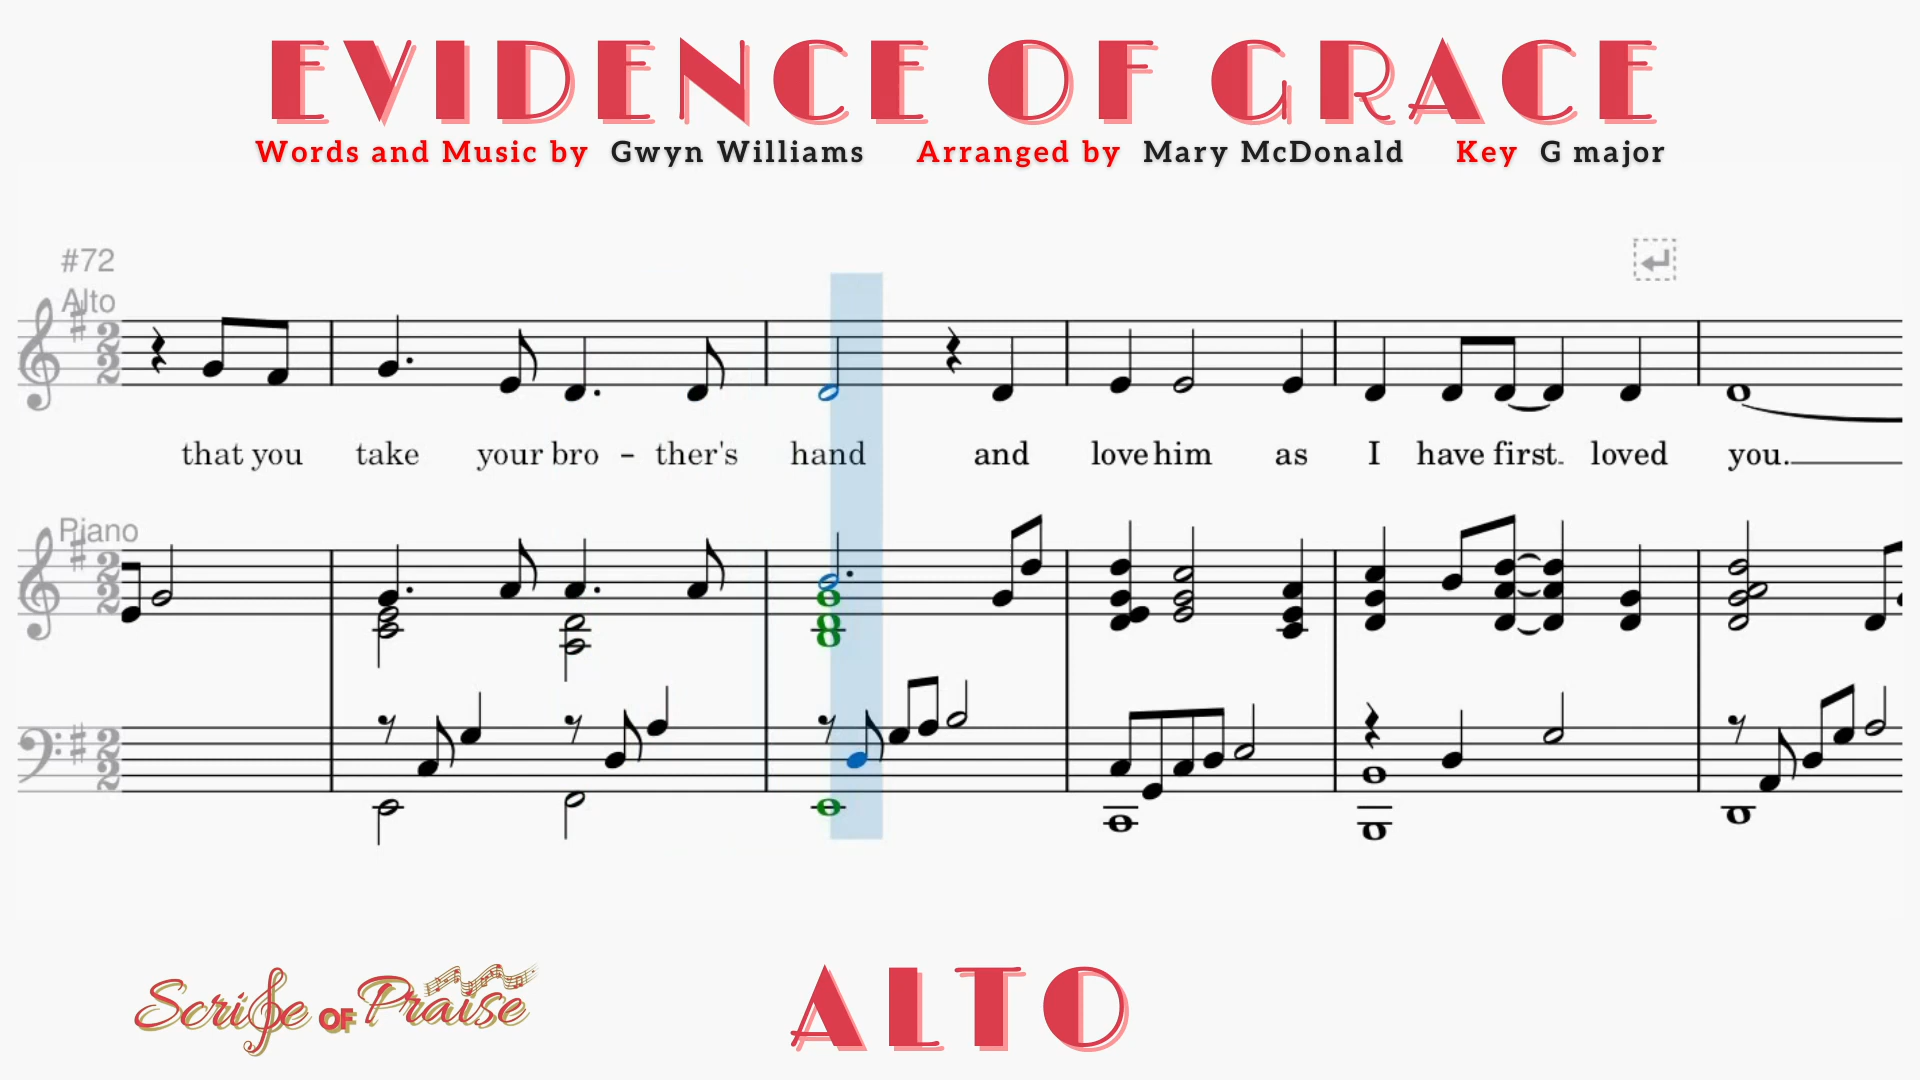 EVIDENCE OF GRACE
Words and Music by Gwyn Williams Arranged by Mary McDonald Key G major
#72
Alto
that you take your bro - ther's hand and love him as I have first loved you.
Piano
Scribe OF Praise
ALTO